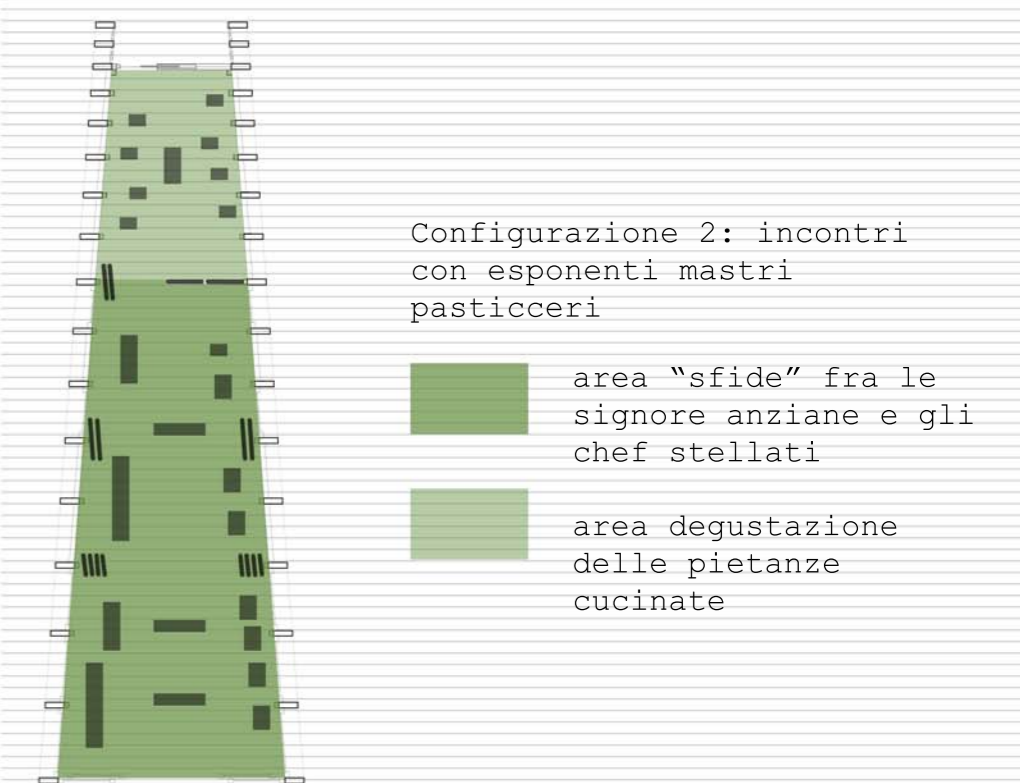 Configurazione 2: incontri
con esponenti mastri
pasticceri
area “sfide” fra le
signore anziane e gli
chef stellati
area degustazione
delle pietanze
cucinate